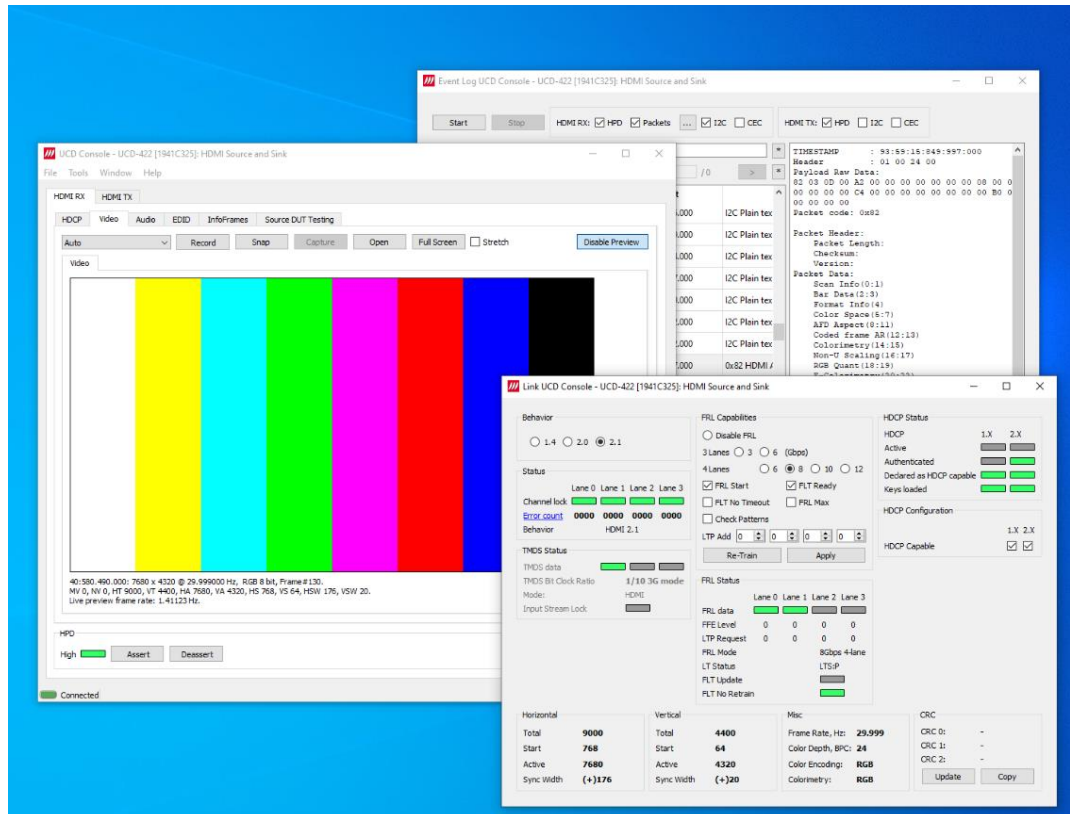 Event Log UCD Console - UCD-422 [1941C325]: HDMI Source and Sink
Start Stop HDMI RX: HPD Packets ... I2C CEC HDMI TX: HPD I2C CEC
/0 >
.000 I2C Plain tex
.000 I2C Plain tex
.000 I2C Plain tex
.000 I2C Plain tex
.000 I2C Plain tex
.000 I2C Plain tex
.000 I2C Plain tex
.000 0x82 HDMI
TIMESTAMP : 93:59:15:849:997:000
Header : 01 00 24 00
Payload Raw Data:
82 03 0D 00 A2 00 00 00 00 00 00 00 08 00 0
00 00 00 00 C4 00 00 00 00 00 00 00 00 B0 0
00 00 00 00
Packet code: 0x82
Packet Header:
Packet Length:
Checksum:
Version:
Packet Data:
Scan Info(0:1)
Bar Data(2:3)
Format Info(4)
Color Space(5:7)
AFD Aspect(8:11)
Coded frame AR(12:13)
Colorimetry(14:15)
Non-U Scaling(16:17)
RGB Quant(18:19)
UCD Console - UCD-422 [1941C325]: HDMI Source and Sink
File Tools Window Help
HDMI RX HDMI TX
HDCP Video Audio EDID InfoFrames Source DUT Testing
Auto Record Snap Capture Open Full Screen Stretch Disable Preview
Video
40:580.490.000: 7680 x 4320 @ 29.999000 Hz, RGB 8 bit, Frame#130.
MV 0, NV 0, HT 9000, VT 4400, HA 7680, VA 4320, HS 768, VS 64, HSW 176, VSW 20.
Live preview frame rate: 1.41123 Hz.
HPD
High Assert Deassert
Connected
Link UCD Console - UCD-422 [1941C325]: HDMI Source and Sink
Behavior
1.4 2.0 2.1
Status
Lane 0 Lane 1 Lane 2 Lane 3
Channel lock
Error count 0000 0000 0000 0000
Behavior HDMI 2.1
TMDS Status
TMDS data
TMDS Bit Clock Ratio 1/10 3G mode
Mode: HDMI
Input Stream Lock
FRL Capabilities
Disable FRL
3 Lanes 3 6 (Gbps)
4 Lanes 6 8 10 12
FRL Start FLT Ready
FLT No Timeout FRL Max
Check Patterns
LTP Add 0 0 0 0
Re-Train Apply
FRL Status
Lane 0 Lane 1 Lane 2 Lane 3
FRL data
FFE Level 0 0 0 0
LTP Request 0 0 0 0
FRL Mode 8Gbps 4-lane
LT Status LTS:P
FLT Update
FLT No Retrain
HDCP Status
HDCP 1.X 2.X
Active
Authenticated
Declared as HDCP capable
Keys loaded
HDCP Configuration
1.X 2.X
HDCP Capable
Horizontal
Total 9000
Start 768
Active 7680
Sync Width (+)176
Vertical
Total 4400
Start 64
Active 4320
Sync Width (+)20
Misc
Frame Rate, Hz: 29.999
Color Depth, BPC: 24
Color Encoding: RGB
Colorimetry: RGB
CRC
CRC 0: -
CRC 1: -
CRC 2: -
Update Copy